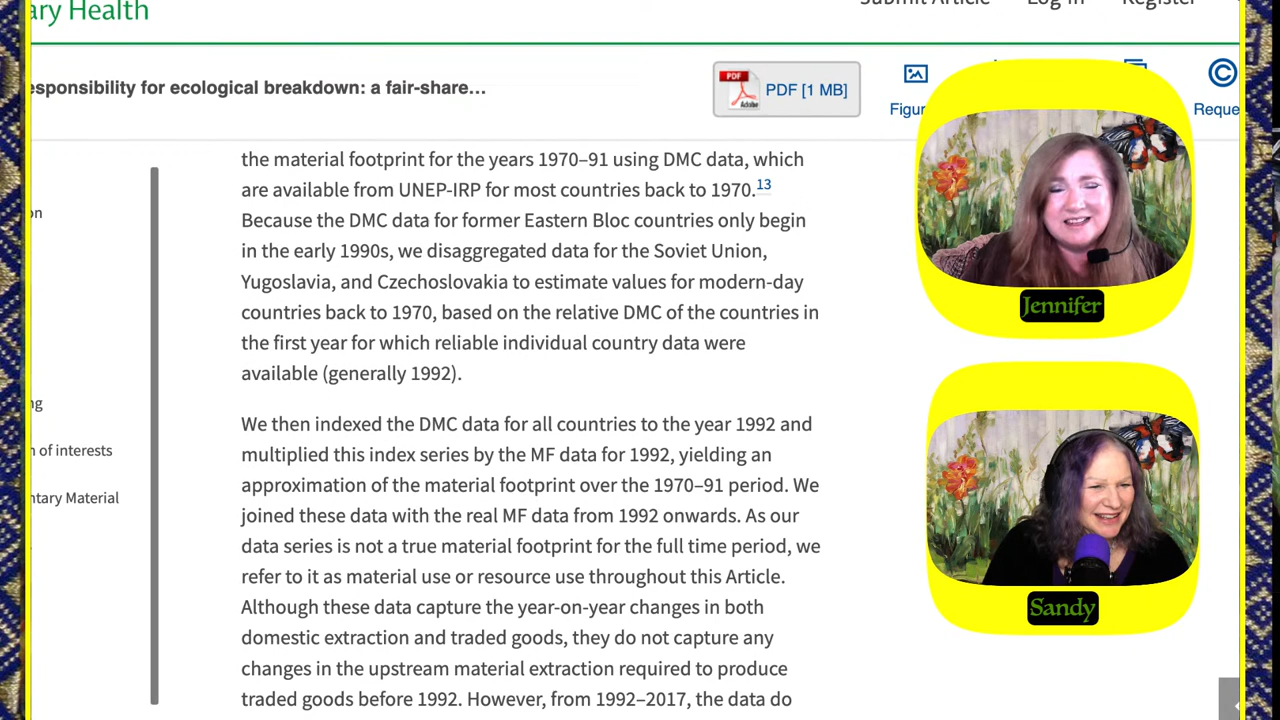 ary Health
Submit Article Log in Register
esponsibility for ecological breakdown: a fair-share…
PDF
Adobe
PDF [1 MB]
Figur
Reque
the material footprint for the years 1970–91 using DMC data, which
are available from UNEP-IRP for most countries back to 1970.13
Because the DMC data for former Eastern Bloc countries only begin
in the early 1990s, we disaggregated data for the Soviet Union,
Yugoslavia, and Czechoslovakia to estimate values for modern-day
countries back to 1970, based on the relative DMC of the countries in
the first year for which reliable individual country data were
available (generally 1992).
We then indexed the DMC data for all countries to the year 1992 and
multiplied this index series by the MF data for 1992, yielding an
approximation of the material footprint over the 1970–91 period. We
joined these data with the real MF data from 1992 onwards. As our
data series is not a true material footprint for the full time period, we
refer to it as material use or resource use throughout this Article.
Although these data capture the year-on-year changes in both
domestic extraction and traded goods, they do not capture any
changes in the upstream material extraction required to produce
traded goods before 1992. However, from 1992–2017, the data do
on
ng
n of interests
ntary Material
Jennifer
Sandy